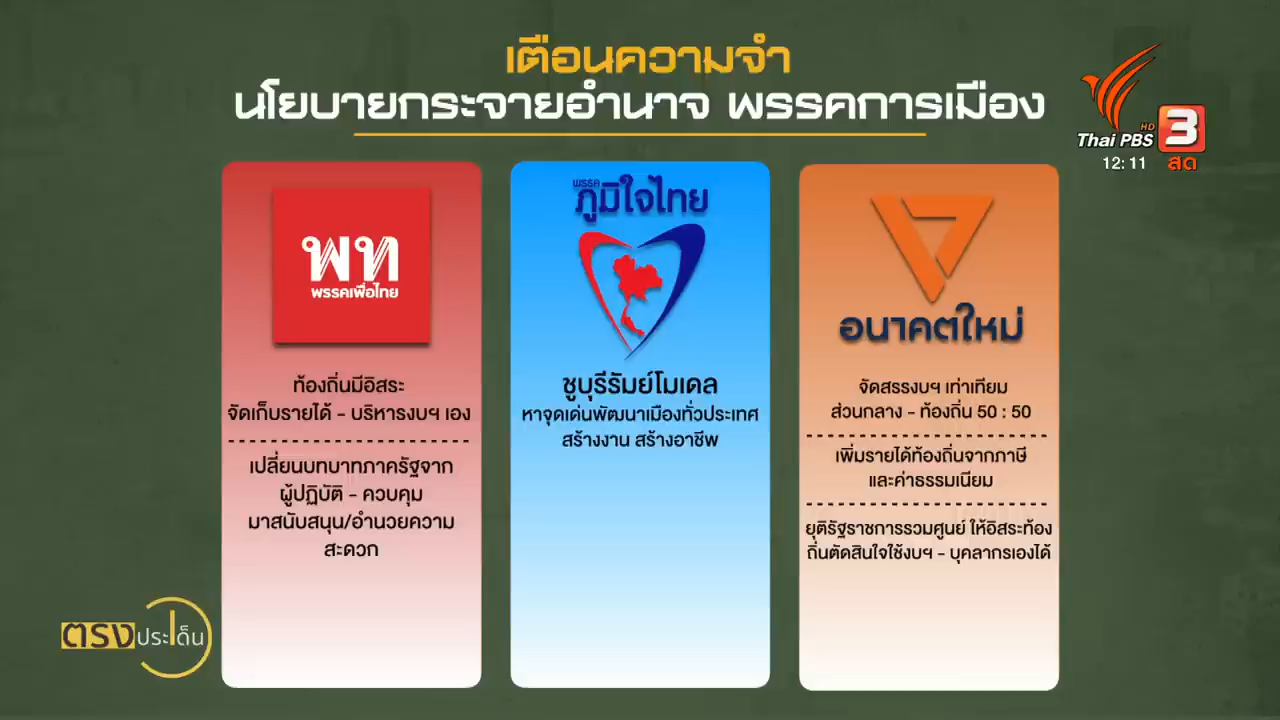 เตือนความจำ
นโยบายกระจายอำนาจ พรรคการเมือง
Thai PBS HD 3
12:11 สด
พท
พรรคเพื่อไทย
ท้องถิ่นมีอิสระ
จัดเก็บรายได้ - บริหารงบฯ เอง
เปลี่ยนบทบาทภาครัฐจาก
ผู้ปฏิบัติ - ควบคุม
มาสนับสนุน/อำนวยความ
สะดวก
พรรค
ภูมิใจไทย
ชูบุรีรัมย์โมเดล
หาจุดเด่นพัฒนาเมืองทั่วประเทศ
สร้างงาน สร้างอาชีพ
อนาคตใหม่
จัดสรรงบฯ เท่าเทียม
ส่วนกลาง - ท้องถิ่น 50 : 50
เพิ่มรายได้ท้องถิ่นจากภาษี
และค่าธรรมเนียม
ยุติรัฐราชการรวมศูนย์ ให้อิสระท้อง
ถิ่นตัดสินใจใช้งบฯ - บุคลากรเองได้
ตรงประเด็น